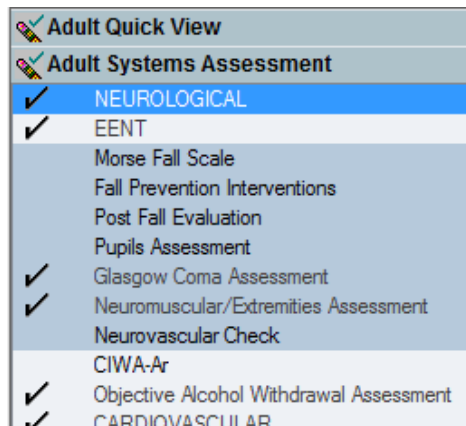 Adult Quick View
Adult Systems Assessment
NEUROLOGICAL
EENT
Morse Fall Scale
Fall Prevention Interventions
Post Fall Evaluation
Pupils Assessment
Glasgow Coma Assessment
Neuromuscular/Extremities Assessment
Neurovascular Check
CIWA-Ar
Objective Alcohol Withdrawal Assessment
CARDIOVASCULAR